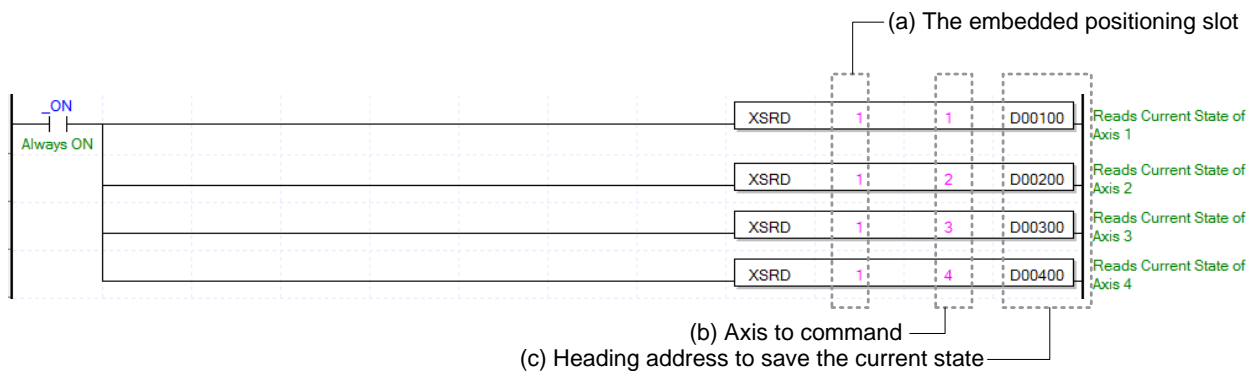 (a) The embedded positioning slot
_ON
Always ON
XSRD 1 1 D00100
Reads Current State of
Axis 1
XSRD 1 2 D00200
Reads Current State of
Axis 2
XSRD 1 3 D00300
Reads Current State of
Axis 3
XSRD 1 4 D00400
Reads Current State of
Axis 4
(b) Axis to command
(c) Heading address to save the current state